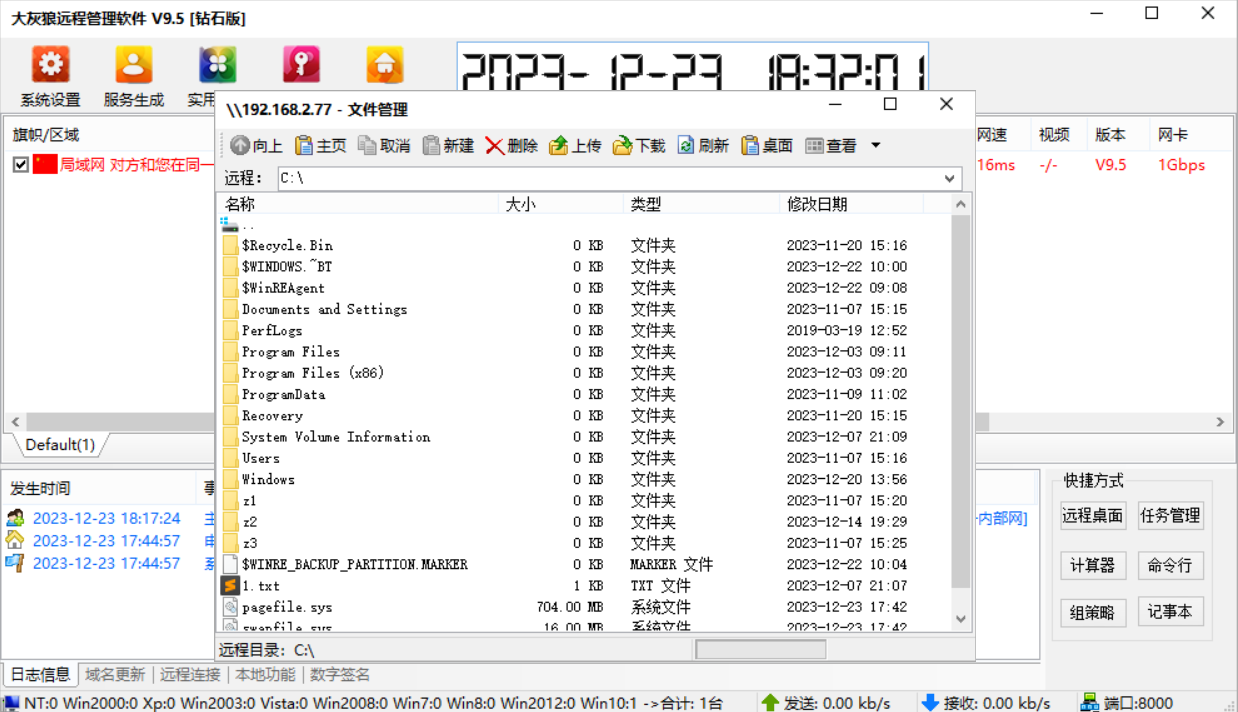 大灰狼远程管理软件 V9.5 [钻石版]
系统设置 服务生成 实用
2023-12-23 18:32:01
\\192.168.2.77 - 文件管理
向上 主页 取消 新建 删除 上传 下载 刷新 桌面 查看
远程: C:\
旗帜/区域 网速 视频 版本 网卡
局域网 对方和您在同一 16ms -/- V9.5 1Gbps
名称 大小 类型 修改日期
..
$Recycle.Bin 0 KB 文件夹 2023-11-20 15:16
$WINDOWS.~BT 0 KB 文件夹 2023-12-22 10:00
$WinREAgent 0 KB 文件夹 2023-12-22 09:08
Documents and Settings 0 KB 文件夹 2023-11-07 15:15
PerfLogs 0 KB 文件夹 2019-03-19 12:52
Program Files 0 KB 文件夹 2023-12-03 09:11
Program Files (x86) 0 KB 文件夹 2023-12-03 09:20
ProgramData 0 KB 文件夹 2023-11-09 11:02
Recovery 0 KB 文件夹 2023-11-20 15:15
System Volume Information 0 KB 文件夹 2023-12-07 21:09
Users 0 KB 文件夹 2023-11-07 15:16
Windows 0 KB 文件夹 2023-12-20 13:56
z1 0 KB 文件夹 2023-11-07 15:20
z2 0 KB 文件夹 2023-12-14 19:29
z3 0 KB 文件夹 2023-11-07 15:25
$WINRE_BACKUP_PARTITION.MARKER 0 KB MARKER 文件 2023-12-22 10:04
1.txt 1 KB TXT 文件 2023-12-07 21:07
pagefile.sys 704.00 MB 系统文件 2023-12-23 17:42
swapfile.sys 16.00 MB 系统文件 2023-12-23 17:42
远程目录: C:\
Default(1)
发生时间
2023-12-23 18:17:24 主 内部网]
2023-12-23 17:44:57
2023-12-23 17:44:57 系
快捷方式
远程桌面 任务管理
计算器 命令行
组策略 记事本
日志信息 域名更新 远程连接 本地功能 数字签名
NT:0 Win2000:0 Xp:0 Win2003:0 Vista:0 Win2008:0 Win7:0 Win8:0 Win2012:0 Win10:1 ->合计: 1台 发送: 0.00 kb/s 接收: 0.00 kb/s 端口:8000